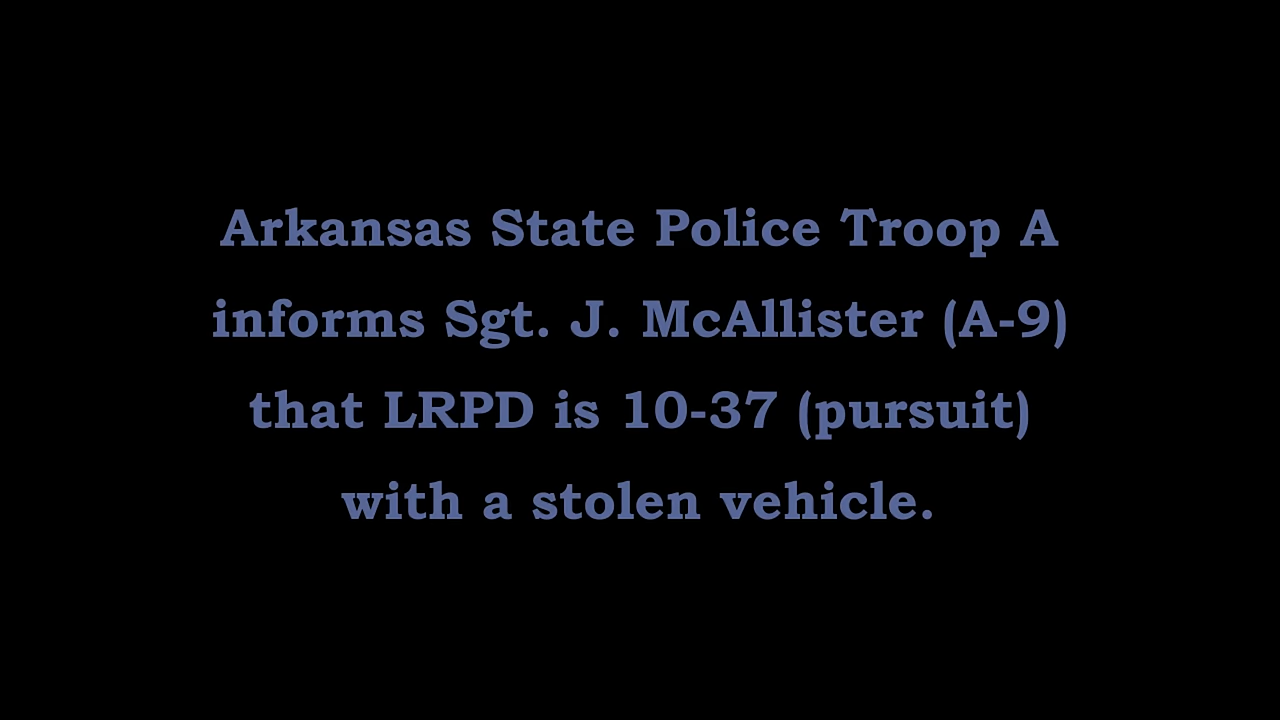 Arkansas State Police Troop A
informs Sgt. J. McAllister (A-9)
that LRPD is 10-37 (pursuit)
with a stolen vehicle.